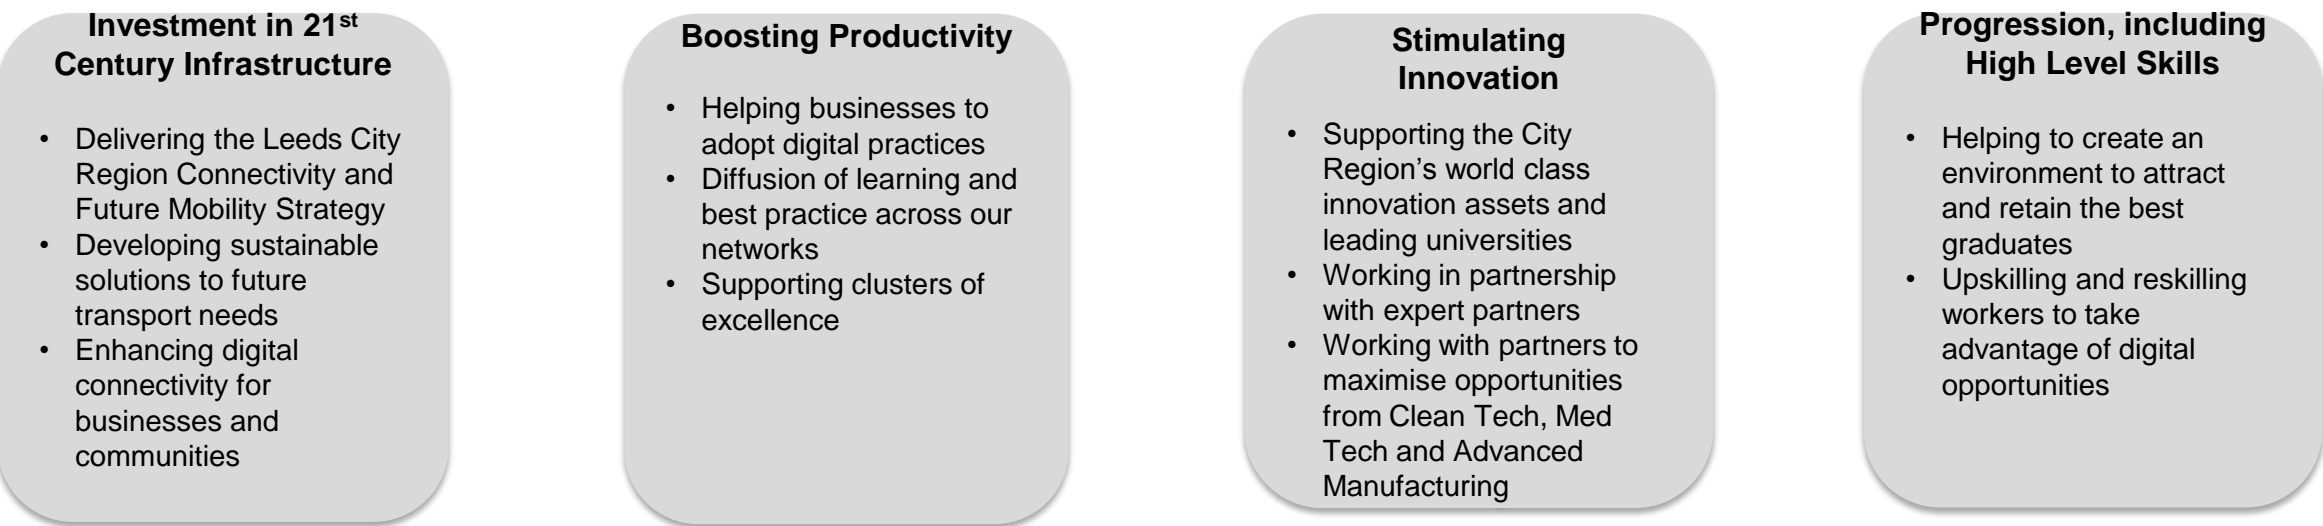 Investment in 21st
Century Infrastructure
• Delivering the Leeds City
Region Connectivity and
Future Mobility Strategy
• Developing sustainable
solutions to future
transport needs
• Enhancing digital
connectivity for
businesses and
communities
Boosting Productivity
• Helping businesses to
adopt digital practices
• Diffusion of learning and
best practice across our
networks
• Supporting clusters of
excellence
Stimulating
Innovation
• Supporting the City
Region’s world class
innovation assets and
leading universities
• Working in partnership
with expert partners
• Working with partners to
maximise opportunities
from Clean Tech, Med
Tech and Advanced
Manufacturing
Progression, including
High Level Skills
• Helping to create an
environment to attract
and retain the best
graduates
• Upskilling and reskilling
workers to take
advantage of digital
opportunities